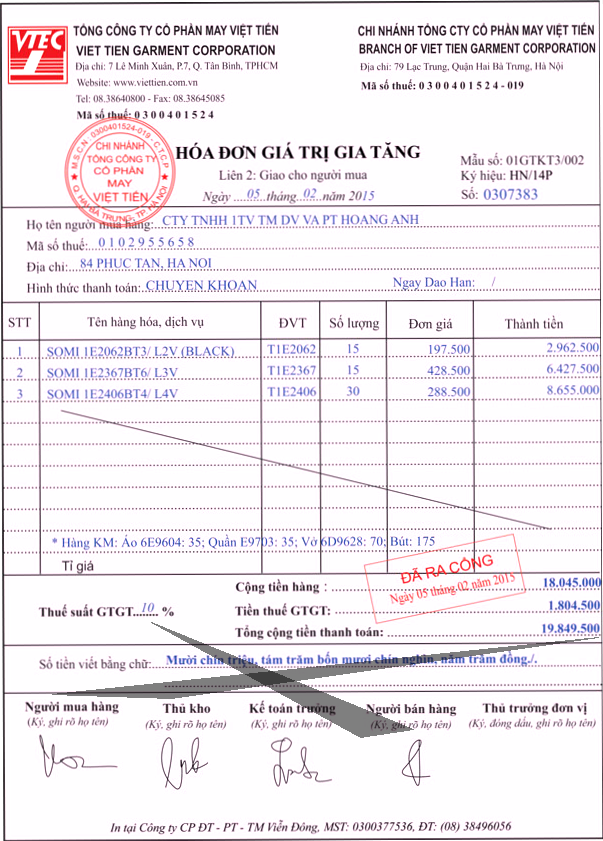 VTEC
TỔNG CÔNG TY CỔ PHẦN MAY VIỆT TIẾN
VIET TIEN GARMENT CORPORATION
Địa chỉ: 7 Lê Minh Xuân, P.7, Q. Tân Bình, TPHCM
Website: www.viettien.com.vn
Tel: 08.38640800 - Fax: 08.38645085
Mã số thuế: 0 3 0 0 4 0 1 5 2 4
CHI NHÁNH TỔNG CTY CỔ PHẦN MAY VIỆT TIẾN
BRANCH OF VIET TIEN GARMENT CORPORATION
Địa chỉ: 79 Lạc Trung, Quận Hai Bà Trưng, Hà Nội
Mã số thuế: 0 3 0 0 4 0 1 5 2 4 - 019
M.S.C.N: 0300401524-019-C.T.C.P
CHI NHÁNH
TỔNG CÔNG TY
CỔ PHẦN
MAY
VIỆT TIẾN
Q. HAI BÀ TRƯNG, TP. HÀ NỘI
HÓA ĐƠN GIÁ TRỊ GIA TĂNG
Liên 2: Giao cho người mua
Ngày 05 tháng 02 năm 2015
Mẫu số: 01GTKT3/002
Ký hiệu: HN/14P
Số: 0307383
Họ tên người mua hàng: CTY TNHH 1TV TM DV VA PT HOANG ANH
Mã số thuế: 0 1 0 2 9 5 5 6 5 8
Địa chỉ: 84 PHUC TAN, HA NOI
Hình thức thanh toán: CHUYEN KHOAN Ngay Dao Han: /
STT Tên hàng hóa, dịch vụ ĐVT Số lượng Đơn giá Thành tiền
1 SOMI 1E2062BT3/ L2V (BLACK) T1E2062 15 197.500 2.962.500
2 SOMI 1E2367BT6/ L3V T1E2367 15 428.500 6.427.500
3 SOMI 1E2406BT4/ L4V T1E2406 30 288.500 8.655.000
* Hàng KM: Áo 6E9604: 35; Quần E9703: 35; Vở 6D9628: 70; Bút: 175
Tỉ giá
ĐÃ RA CỔNG
Ngày 05 tháng 02 năm 2015
Cộng tiền hàng : 18.045.000
Thuế suất GTGT....10.. % Tiền thuế GTGT: 1.804.500
Tổng cộng tiền thanh toán: 19.849.500
Số tiền viết bằng chữ: Mười chín triệu, tám trăm bốn mươi chín nghìn, năm trăm đồng./.
Người mua hàng Thủ kho Kế toán trưởng Người bán hàng Thủ trưởng đơn vị
(Ký, ghi rõ họ tên) (Ký, ghi rõ họ tên) (Ký, ghi rõ họ tên) (Ký, ghi rõ họ tên) (Ký, đóng dấu, ghi rõ họ tên)
In tại Công ty CP ĐT - PT - TM Viễn Đông, MST: 0300377536, ĐT: (08) 38496056